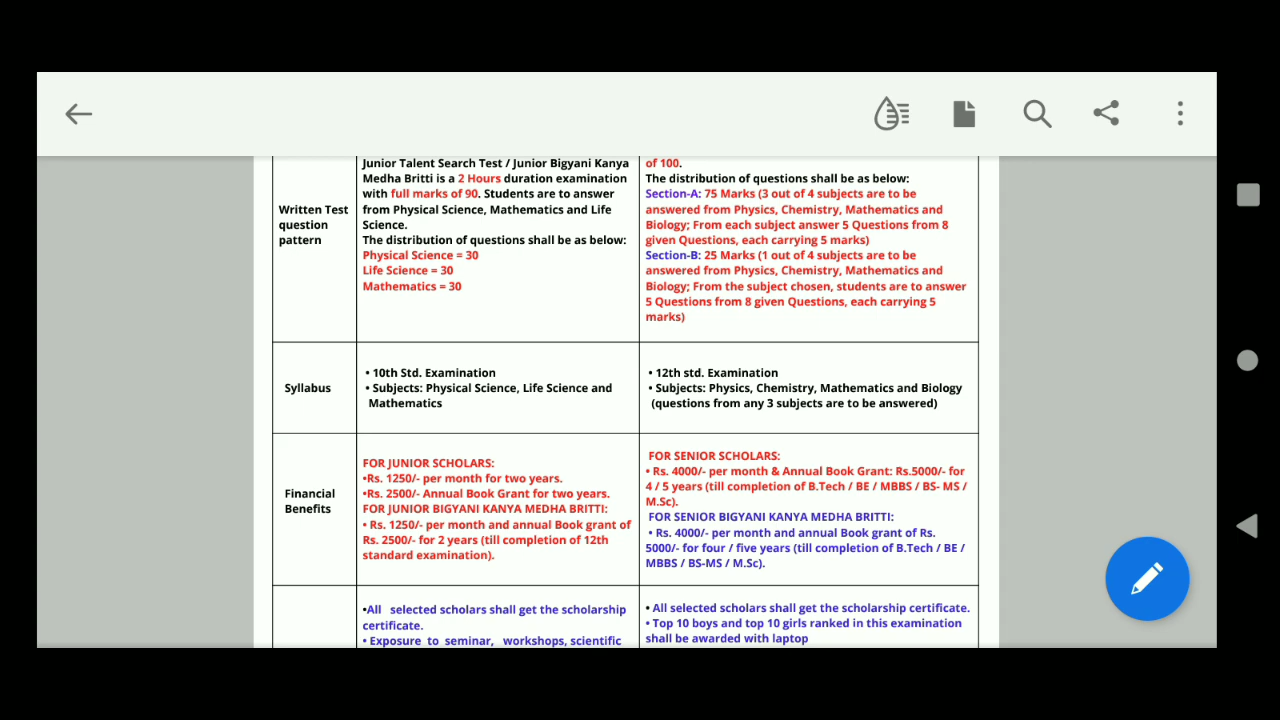 Written Test
question
pattern
Junior Talent Search Test / Junior Bigyani Kanya
Medha Britti is a 2 Hours duration examination
with full marks of 90. Students are to answer
from Physical Science, Mathematics and Life
Science.
The distribution of questions shall be as below:
Physical Science = 30
Life Science = 30
Mathematics = 30
of 100.
The distribution of questions shall be as below:
Section-A: 75 Marks (3 out of 4 subjects are to be
answered from Physics, Chemistry, Mathematics and
Biology; From each subject answer 5 Questions from 8
given Questions, each carrying 5 marks)
Section-B: 25 Marks (1 out of 4 subjects are to be
answered from Physics, Chemistry, Mathematics and
Biology; From the subject chosen, students are to answer
5 Questions from 8 given Questions, each carrying 5
marks)
Syllabus
• 10th Std. Examination
• Subjects: Physical Science, Life Science and
Mathematics
• 12th std. Examination
• Subjects: Physics, Chemistry, Mathematics and Biology
(questions from any 3 subjects are to be answered)
Financial
Benefits
FOR JUNIOR SCHOLARS:
•Rs. 1250/- per month for two years.
•Rs. 2500/- Annual Book Grant for two years.
FOR JUNIOR BIGYANI KANYA MEDHA BRITTI:
• Rs. 1250/- per month and annual Book grant of
Rs. 2500/- for 2 years (till completion of 12th
standard examination).
FOR SENIOR SCHOLARS:
• Rs. 4000/- per month & Annual Book Grant: Rs.5000/- for
4 / 5 years (till completion of B.Tech / BE / MBBS / BS- MS /
M.Sc).
FOR SENIOR BIGYANI KANYA MEDHA BRITTI:
• Rs. 4000/- per month and annual Book grant of Rs.
5000/- for four / five years (till completion of B.Tech / BE /
MBBS / BS-MS / M.Sc).
•All selected scholars shall get the scholarship
certificate.
• Exposure to seminar, workshops, scientific
• All selected scholars shall get the scholarship certificate.
• Top 10 boys and top 10 girls ranked in this examination
shall be awarded with laptop